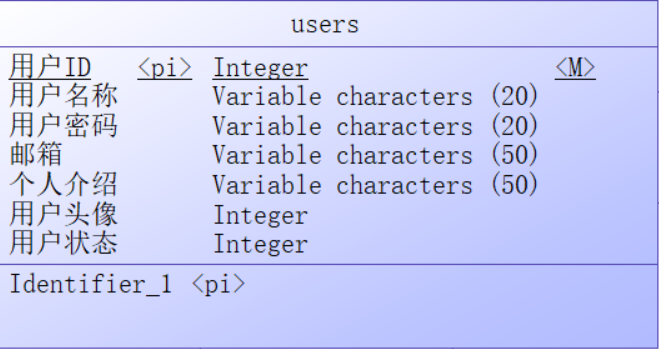 users
用户ID <pi> Integer <M>
用户名称 Variable characters (20)
用户密码 Variable characters (20)
邮箱 Variable characters (50)
个人介绍 Variable characters (50)
用户头像 Integer
用户状态 Integer
Identifier_1 <pi>